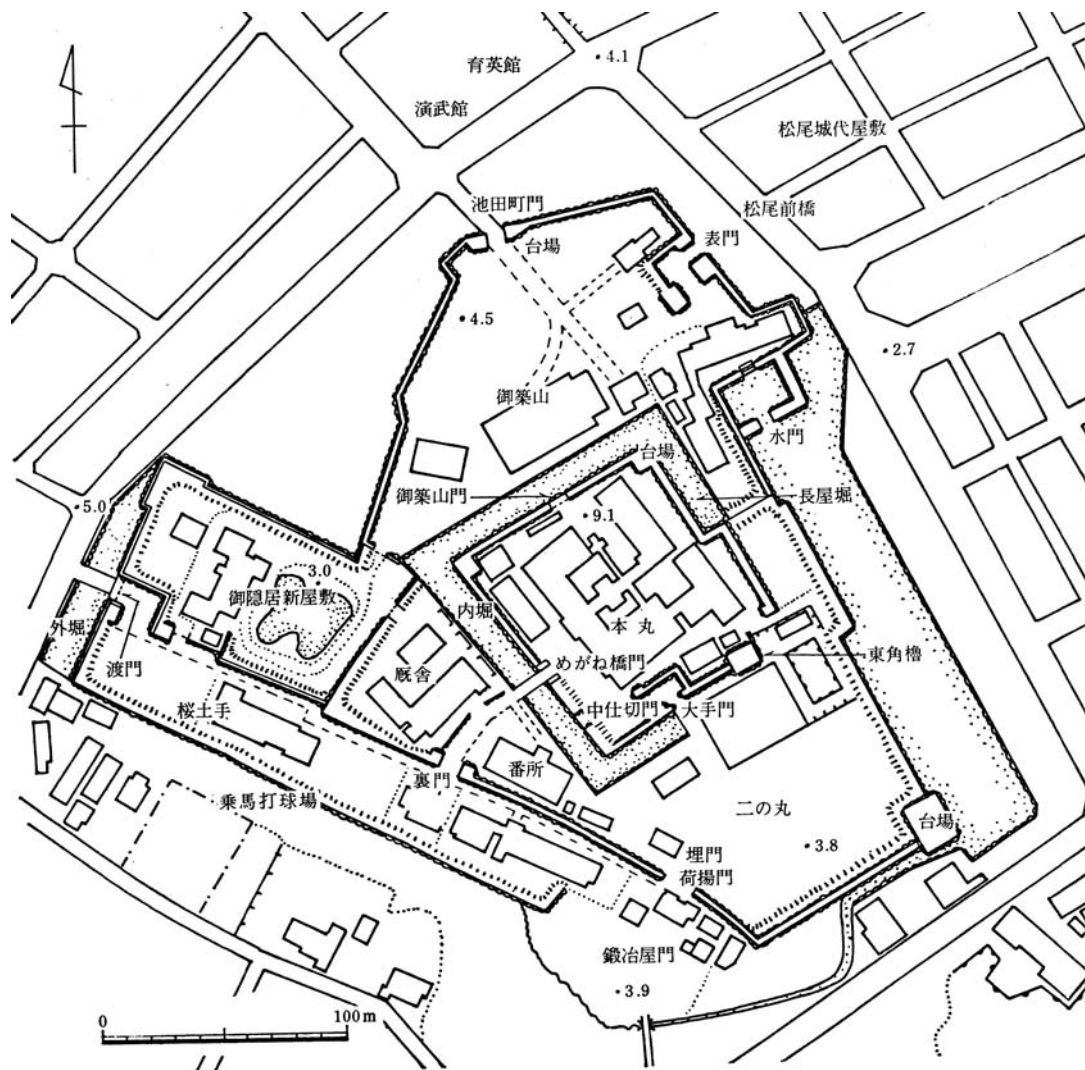 育英館
4.1
演武館
松尾城代屋敷
池田町門
松尾前橋
台場
表門
4.5
2.7
御築山
水門
台場
御築山門
長屋堀
5.0
9.1
3.0
御隠居新屋敷
内堀
本丸
外堀
めがね橋門
東角櫓
渡門
厩舎
中仕切門
大手門
桜土手
番所
裏門
乗馬打球場
二の丸
台場
3.8
埋門
荷揚門
鍛冶屋門
3.9
0
100m